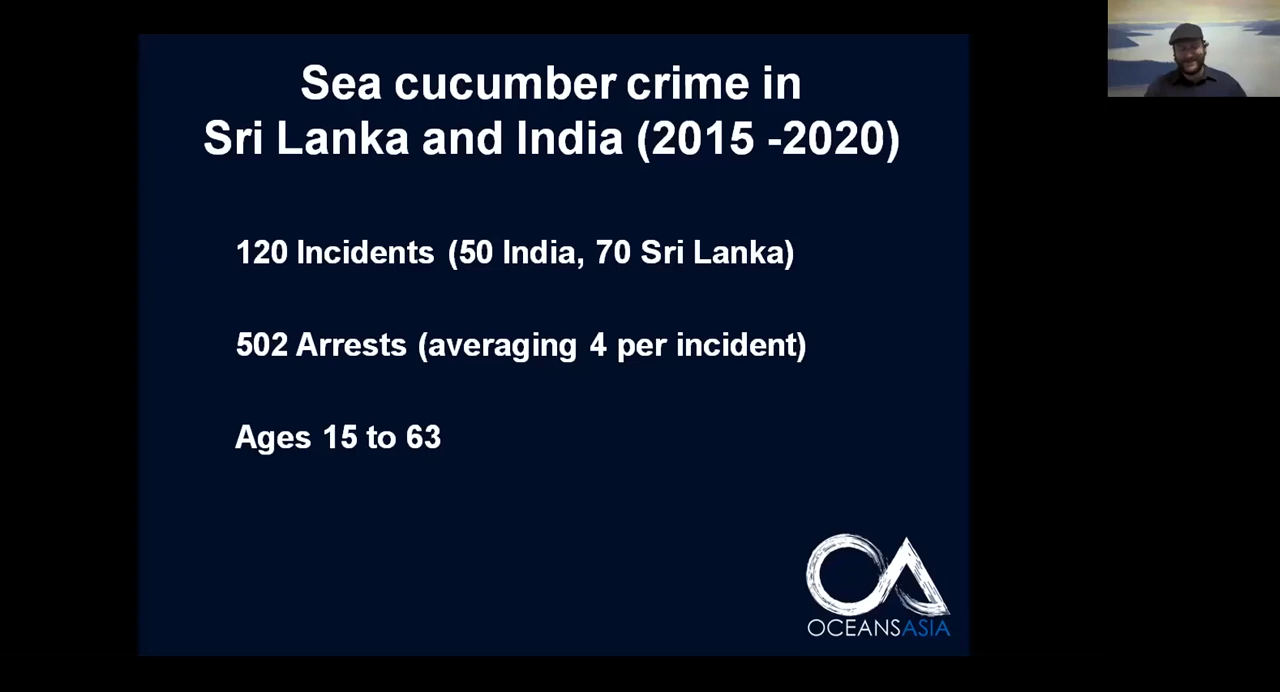 Sea cucumber crime in
Sri Lanka and India (2015 -2020)
120 Incidents (50 India, 70 Sri Lanka)
502 Arrests (averaging 4 per incident)
Ages 15 to 63
OCEANSASIA